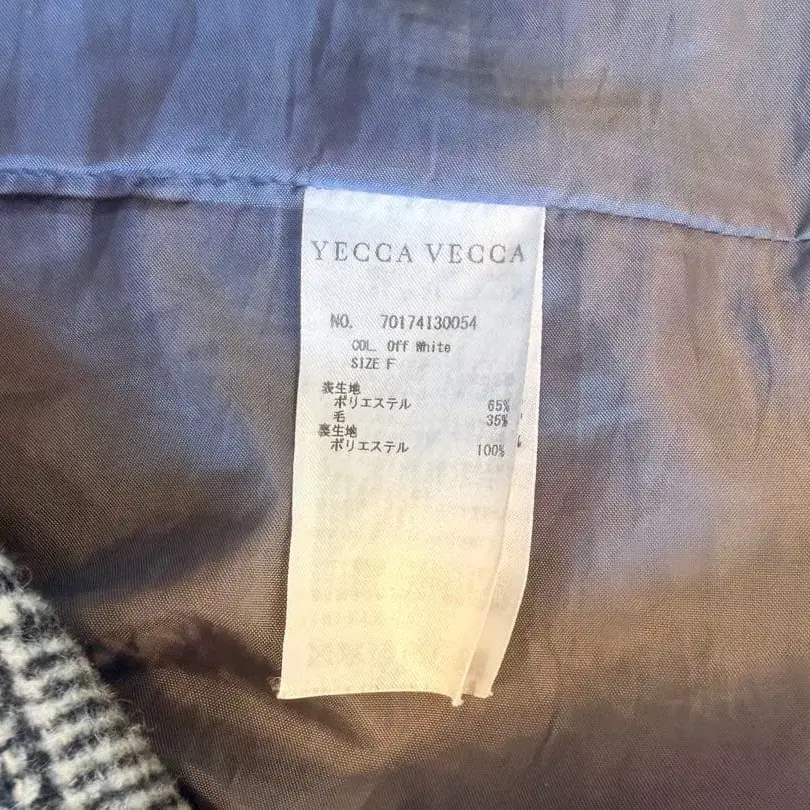 YECCA VECCA
NO. 70174130054
COL. Off White
SIZE F
表生地
ポリエステル 65%
毛 35%
裏生地
ポリエステル 100%